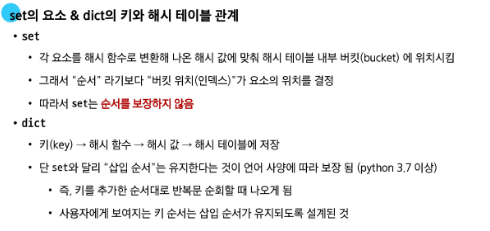 set의 요소 & dict의 키와 해시 테이블 관계
• set
• 각 요소를 해시 함수로 변환해 나온 해시 값에 맞춰 해시 테이블 내부 버킷(bucket) 에 위치시킴
• 그래서 "순서" 라기보다 "버킷 위치(인덱스)"가 요소의 위치를 결정
• 따라서 set는 순서를 보장하지 않음
• dict
• 키(key) → 해시 함수 → 해시 값 → 해시 테이블에 저장
• 단 set와 달리 "삽입 순서"는 유지한다는 것이 언어 사양에 따라 보장 됨 (python 3.7 이상)
• 즉, 키를 추가한 순서대로 반복문 순회할 때 나오게 됨
• 사용자에게 보여지는 키 순서는 삽입 순서가 유지되도록 설계된 것